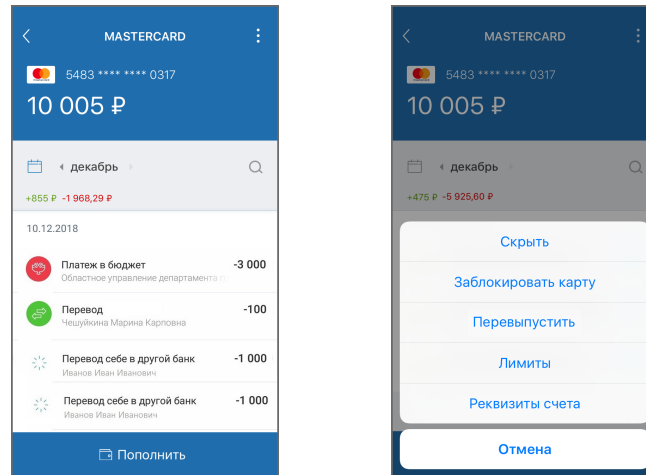 MASTERCARD
5483 **** **** 0317
10 005 ₽
декабрь
+855 ₽ -1 968,29 ₽
10.12.2018
Платеж в бюджет -3 000
Областное управление департамента
Перевод -100
Чешуйкина Марина Карповна
Перевод себе в другой банк -1 000
Иванов Иван Иванович
Перевод себе в другой банк -1 000
Иванов Иван Иванович
Пополнить
MASTERCARD
5483 **** **** 0317
10 005 ₽
декабрь
+475 ₽ -5 925,60 ₽
Скрыть
Заблокировать карту
Перевыпустить
Лимиты
Реквизиты счета
Отмена